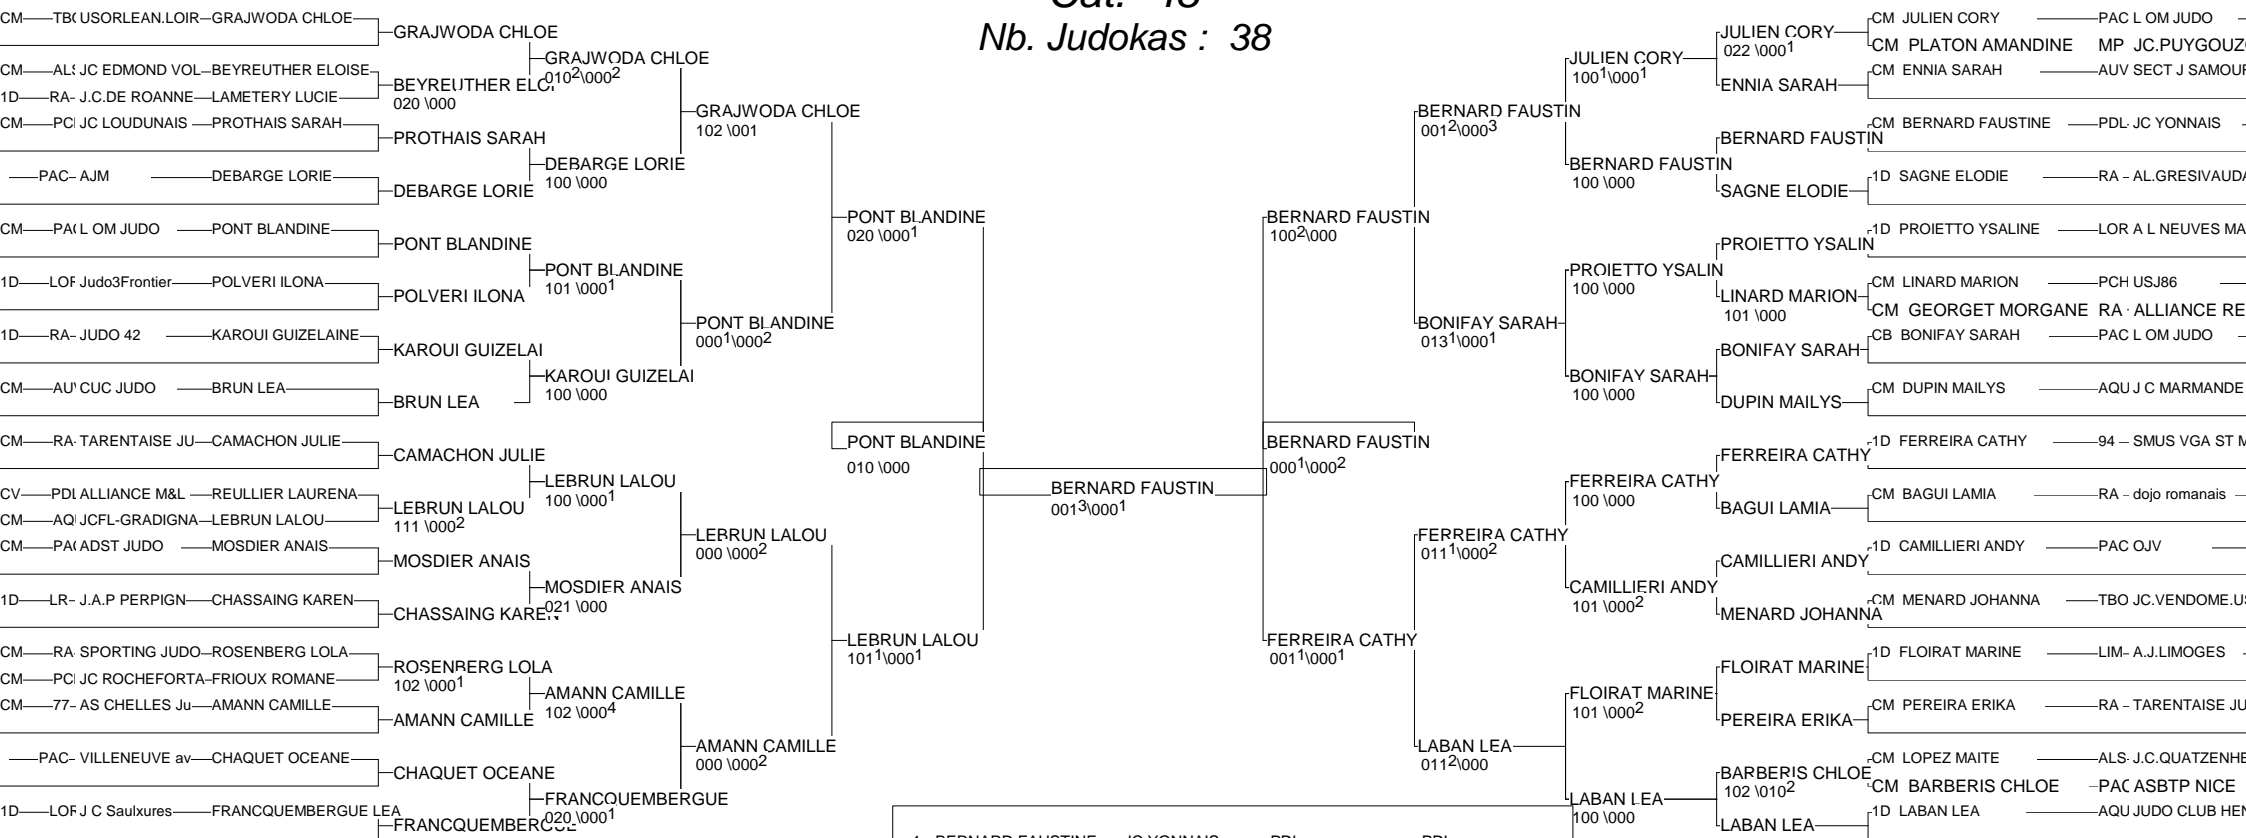 Nb. Judokas : 38
CM TBO USORLEAN.LOIR GRAJWODA CHLOE
CM ALS JC EDMOND VOL BEYREUTHER ELOISE
1D RA- J.C.DE ROANNE LAMETERY LUCIE
CM JC LOUDUNAIS PROTHAIS SARAH
PAC- AJM DEBARGE LORIE
CM PAC L OM JUDO PONT BLANDINE
1D LOR Judo3Frontier POLVERI ILONA
1D RA- JUDO 42 KAROUI GUIZELAINE
CM AUV CUC JUDO BRUN LEA
CM RA- TARENTAISE JU CAMACHON JULIE
CV PDL ALLIANCE M&L REULLIER LAURENA
CM AQU JCFL-GRADIGNA LEBRUN LALOU
CM PAC ADST JUDO MOSDIER ANAIS
1D LR- J.A.P PERPIGN CHASSAING KAREN
CM RA- SPORTING JUDO ROSENBERG LOLA
CM JC ROCHEFORTA FRIOUX ROMANE
CM 77- AS CHELLES Ju AMANN CAMILLE
PAC- VILLENEUVE av CHAQUET OCEANE
1D LOR J C Saulxures FRANCQUEMBERGUE LEA
GRAJWODA CHLOE
BEYREUTHER ELOI
020 \000
PROTHAIS SARAH
DEBARGE LORIE
PONT BLANDINE
POLVERI ILONA
KAROUI GUIZELAI
BRUN LEA
CAMACHON JULIE
LEBRUN LALOU
111 \000²
MOSDIER ANAIS
CHASSAING KAREN
ROSENBERG LOLA
102 \000¹
AMANN CAMILLE
CHAQUET OCEANE
FRANCQUEMBERGUE
GRAJWODA CHLOE
010²\000²
DEBARGE LORIE
100 \000
PONT BLANDINE
101 \000¹
KAROUI GUIZELAI
100 \000
LEBRUN LALOU
100 \000¹
MOSDIER ANAIS
021 \000
AMANN CAMILLE
102 \000⁴
FRANCQUEMBERGUE
020 \000¹
GRAJWODA CHLOE
102 \001
PONT BLANDINE
000¹\000²
LEBRUN LALOU
000 \000²
AMANN CAMILLE
000 \000²
PONT BLANDINE
020 \000¹
LEBRUN LALOU
101¹\000¹
PONT BLANDINE
010 \000
BERNARD FAUSTIN
001³\000¹
BERNARD FAUSTIN
000¹\000²
BERNARD FAUSTIN
100²\000
FERREIRA CATHY
001¹\000¹
BERNARD FAUSTIN
001²\000³
BONIFAY SARAH
013¹\000¹
FERREIRA CATHY
011¹\000²
LABAN LEA
011²\000
JULIEN CORY
100¹\000¹
BERNARD FAUSTIN
100 \000
PROIETTO YSALIN
100 \000
BONIFAY SARAH
100 \000
FERREIRA CATHY
100 \000
CAMILLIERI ANDY
101 \000²
FLOIRAT MARINE
101 \000²
LABAN LEA
100 \000
JULIEN CORY
022 \000¹
ENNIA SARAH
BERNARD FAUSTIN
SAGNE ELODIE
PROIETTO YSALIN
LINARD MARION
101 \000
BONIFAY SARAH
DUPIN MAILYS
FERREIRA CATHY
BAGUI LAMIA
CAMILLIERI ANDY
MENARD JOHANNA
FLOIRAT MARINE
PEREIRA ERIKA
BARBERIS CHLOE
102 \010²
LABAN LEA
CM JULIEN CORY PAC L OM JUDO
CM PLATON AMANDINE MP JC.PUYGOUZ
CM ENNIA SARAH AUV SECT J SAMOUR
CM BERNARD FAUSTINE PDL- JC YONNAIS
1D SAGNE ELODIE RA - AL.GRESIVAUDA
1D PROIETTO YSALINE LOR A L NEUVES MA
CM LINARD MARION PCH USJ86
CM GEORGET MORGANE RA - ALLIANCE RE
CB BONIFAY SARAH PAC L OM JUDO
CM DUPIN MAILYS AQU J C MARMANDE
1D FERREIRA CATHY 94 - SMUS VGA ST M
CM BAGUI LAMIA RA - dojo romanais
1D CAMILLIERI ANDY PAC OJV
CM MENARD JOHANNA TBO JC.VENDOME.US
1D FLOIRAT MARINE LIM- A.J.LIMOGES
CM PEREIRA ERIKA RA - TARENTAISE JU
CM LOPEZ MAITE ALS- J.C.QUATZENHE
CM BARBERIS CHLOE PAC ASBTP NICE
1D LABAN LEA AQU JUDO CLUB HEN